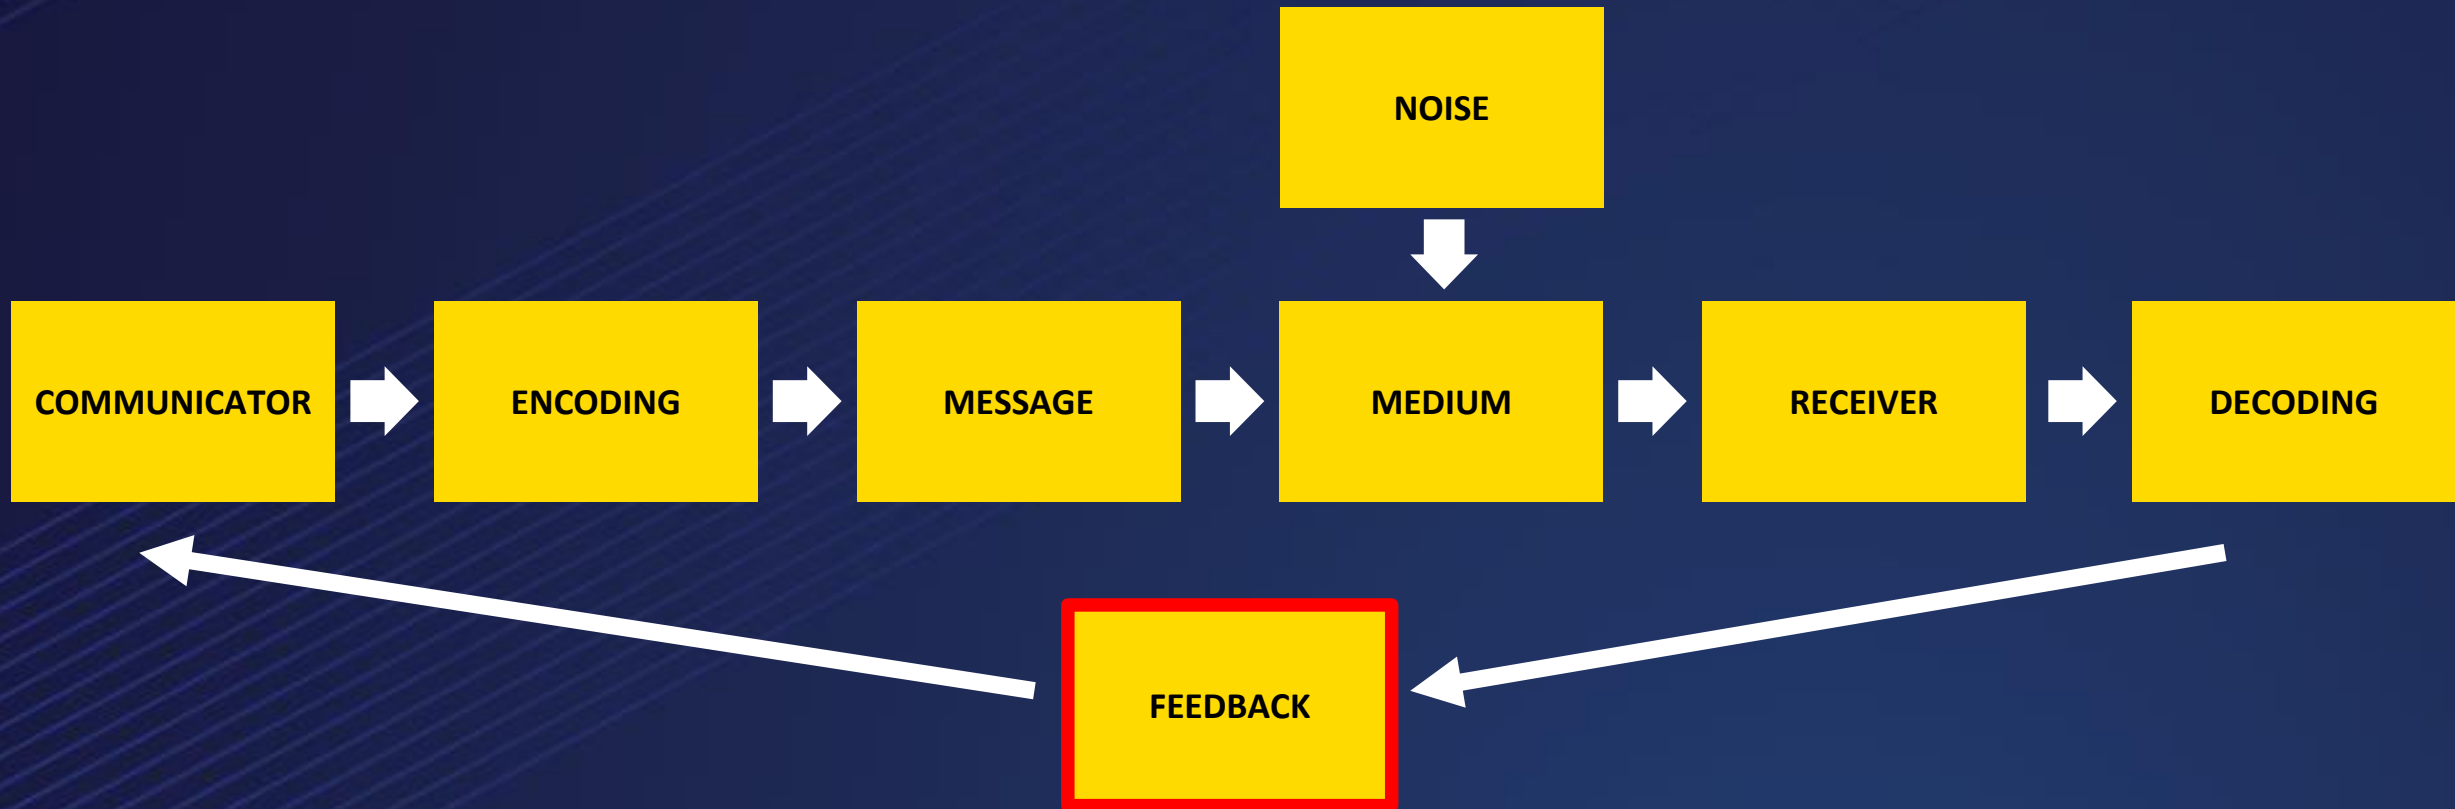 NOISE
COMMUNICATOR
ENCODING
MESSAGE
MEDIUM
RECEIVER
DECODING
FEEDBACK